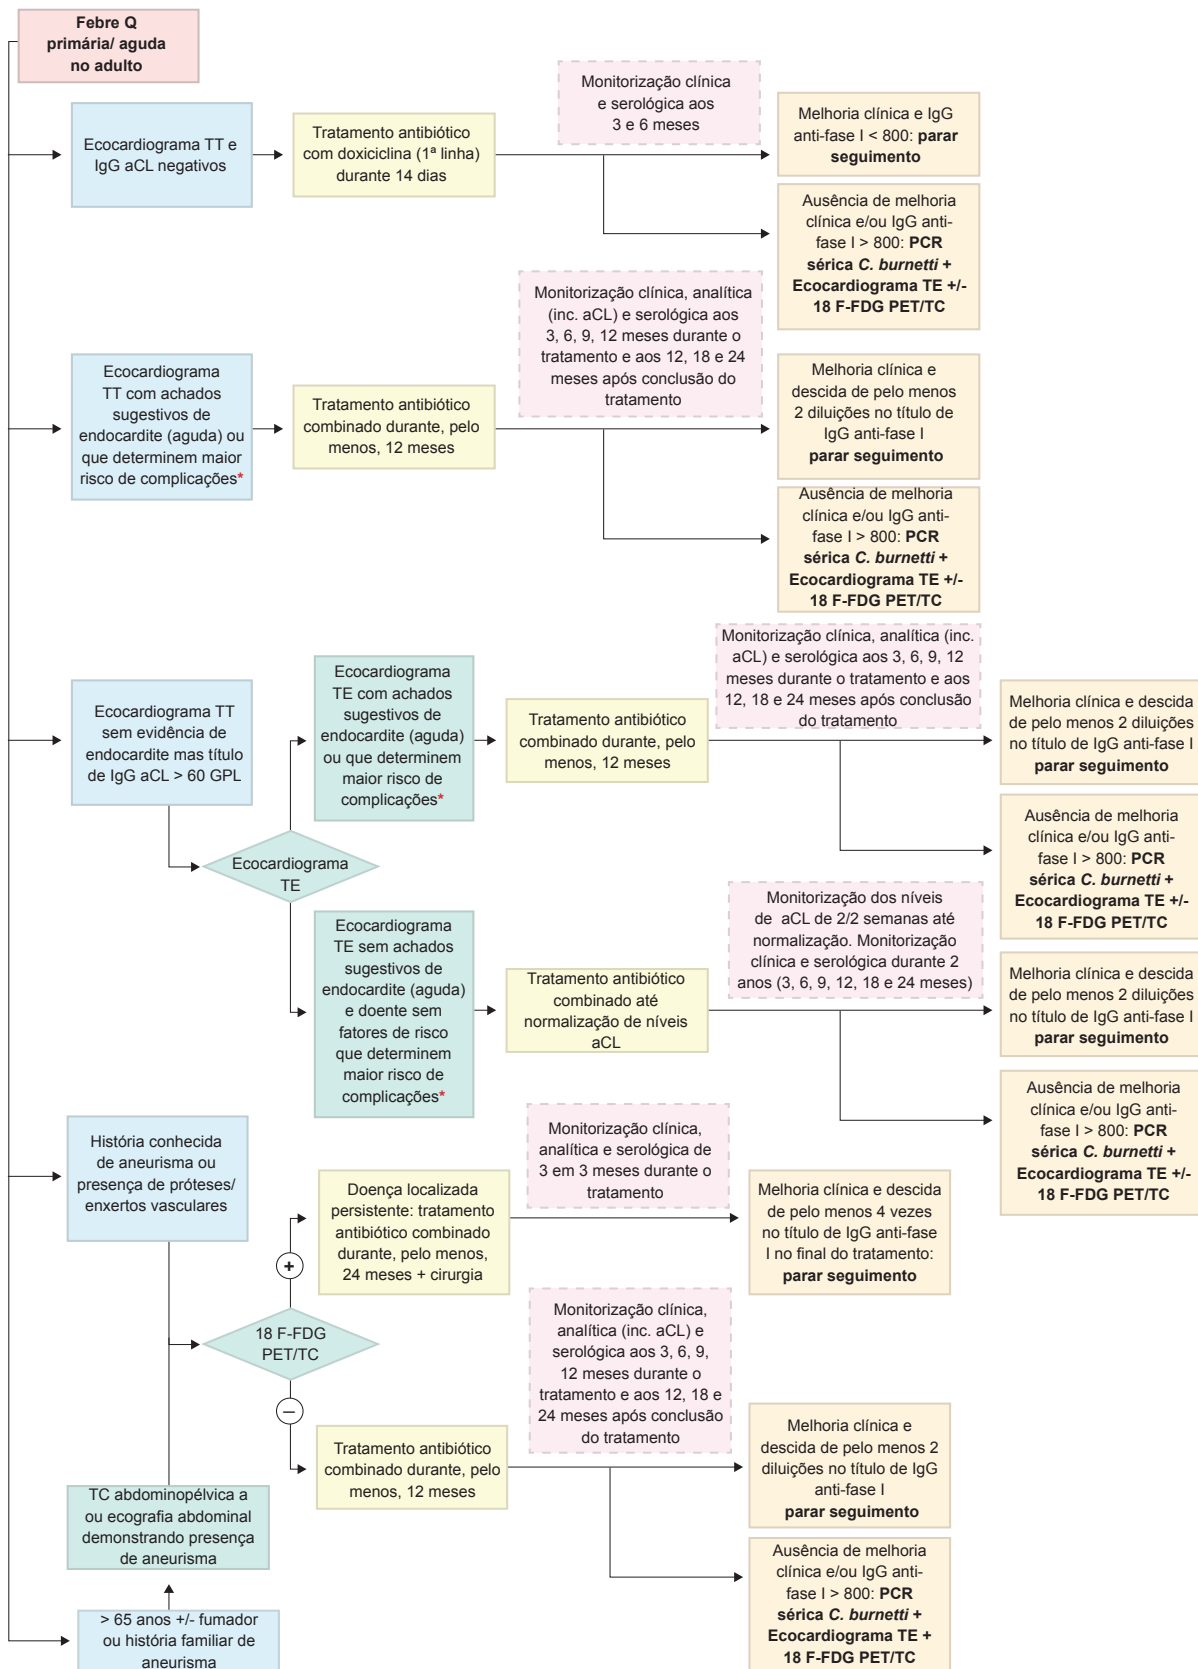 Febre Q
primária/ aguda
no adulto
Ecocardiograma TT e
IgG aCL negativos
Tratamento antibiótico
com doxiciclina (1ª linha)
durante 14 dias
Monitorização clínica
e serológica aos
3 e 6 meses
Melhoria clínica e IgG
anti-fase I < 800: parar
seguimento
Ausência de melhoria
clínica e/ou IgG anti-
fase I > 800: PCR
sérica C. burnetti +
Ecocardiograma TE +/-
18 F-FDG PET/TC
Ecocardiograma
TT com achados
sugestivos de
endocardite (aguda) ou
que determinem maior
risco de complicações*
Tratamento antibiótico
combinado durante, pelo
menos, 12 meses
Monitorização clínica, analítica
(inc. aCL) e serológica aos
3, 6, 9, 12 meses durante o
tratamento e aos 12, 18 e 24
meses após conclusão do
tratamento
Melhoria clínica e
descida de pelo menos
2 diluições no título de
IgG anti-fase I
parar seguimento
Ausência de melhoria
clínica e/ou IgG anti-
fase I > 800: PCR
sérica C. burnetti +
Ecocardiograma TE +/-
18 F-FDG PET/TC
Ecocardiograma TT
sem evidência de
endocardite mas título
de IgG aCL > 60 GPL
Ecocardiograma
TE
Ecocardiograma
TE com achados
sugestivos de
endocardite (aguda)
ou que determinem
maior risco de
complicações*
Tratamento antibiótico
combinado durante, pelo
menos, 12 meses
Monitorização clínica, analítica (inc.
aCL) e serológica aos 3, 6, 9, 12
meses durante o tratamento e aos
12, 18 e 24 meses após conclusão
do tratamento
Melhoria clínica e descida
de pelo menos 2 diluições
no título de IgG anti-fase I
parar seguimento
Ausência de melhoria
clínica e/ou IgG anti-
fase I > 800: PCR
sérica C. burnetti +
Ecocardiograma TE +/-
18 F-FDG PET/TC
Ecocardiograma
TE sem achados
sugestivos de
endocardite (aguda)
e doente sem
fatores de risco
que determinem
maior risco de
complicações*
Tratamento antibiótico
combinado até
normalização de níveis
aCL
Monitorização dos níveis
de aCL de 2/2 semanas até
normalização. Monitorização
clínica e serológica durante 2
anos (3, 6, 9, 12, 18 e 24 meses)
Melhoria clínica e descida
de pelo menos 2 diluições
no título de IgG anti-fase I
parar seguimento
Ausência de melhoria
clínica e/ou IgG anti-
fase I > 800: PCR
sérica C. burnetti +
Ecocardiograma TE +/-
18 F-FDG PET/TC
História conhecida
de aneurisma ou
presença de próteses/
enxertos vasculares
18 F-FDG
PET/TC
+
Doença localizada
persistente: tratamento
antibiótico combinado
durante, pelo menos,
24 meses + cirurgia
Monitorização clínica,
analítica e serológica de
3 em 3 meses durante o
tratamento
Melhoria clínica e descida
de pelo menos 4 vezes
no título de IgG anti-fase
I no final do tratamento:
parar seguimento
–
Tratamento antibiótico
combinado durante, pelo
menos, 12 meses
Monitorização clínica,
analítica (inc. aCL) e
serológica aos 3, 6, 9,
12 meses durante o
tratamento e aos 12, 18 e
24 meses após conclusão
do tratamento
Melhoria clínica e
descida de pelo menos 2
diluições no título de IgG
anti-fase I
parar seguimento
Ausência de melhoria
clínica e/ou IgG anti-
fase I > 800: PCR
sérica C. burnetti +
Ecocardiograma TE +
18 F-FDG PET/TC
TC abdominopélvica a
ou ecografia abdominal
demonstrando presença
de aneurisma
> 65 anos +/- fumador
ou história familiar de
aneurisma